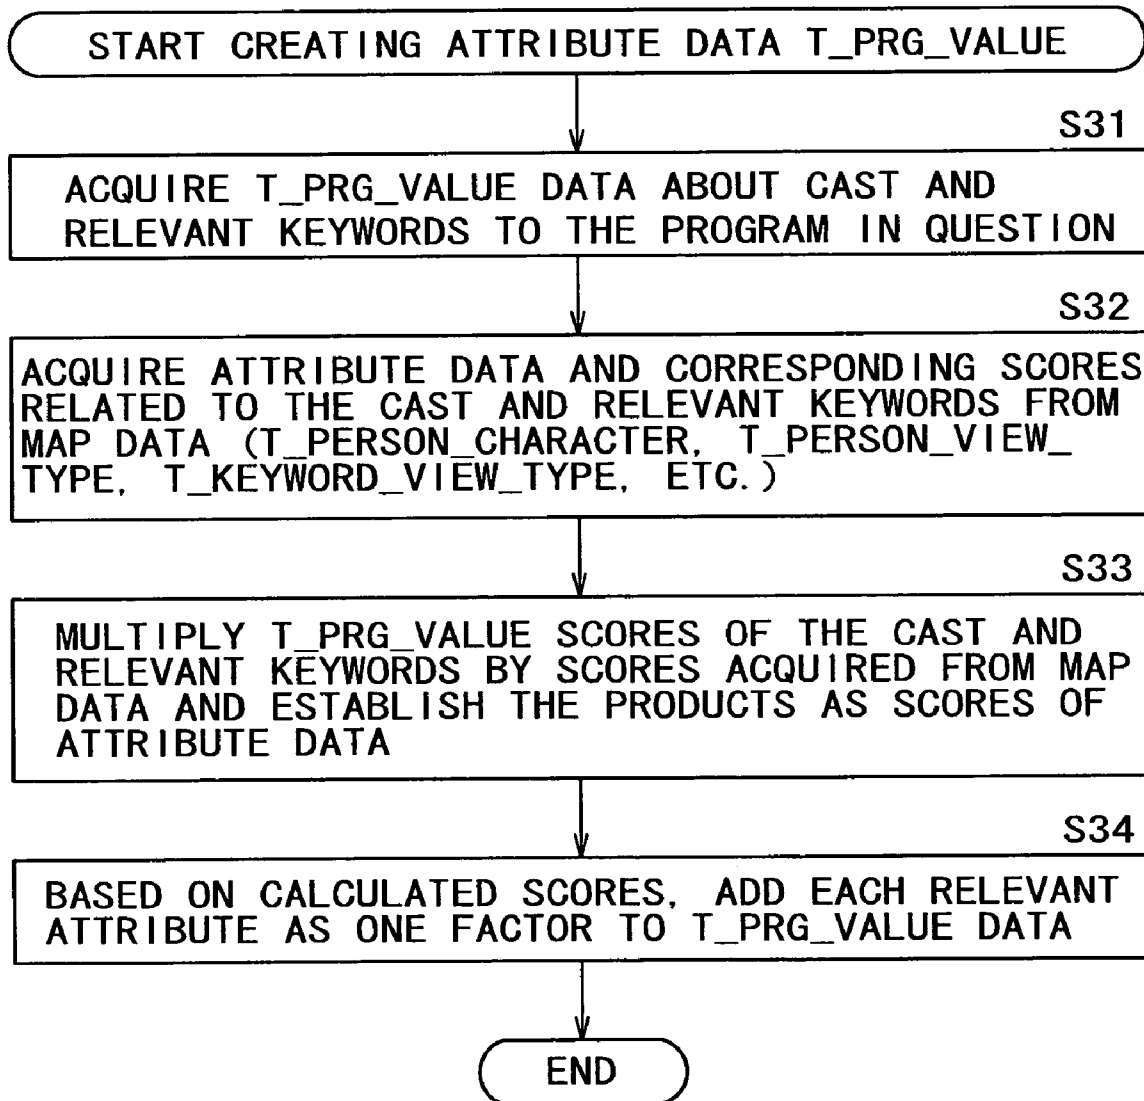 START CREATING ATTRIBUTE DATA T_PRG_VALUE
S31
ACQUIRE T_PRG_VALUE DATA ABOUT CAST AND
RELEVANT KEYWORDS TO THE PROGRAM IN QUESTION
S32
ACQUIRE ATTRIBUTE DATA AND CORRESPONDING SCORES
RELATED TO THE CAST AND RELEVANT KEYWORDS FROM
MAP DATA (T_PERSON_CHARACTER, T_PERSON_VIEW_
TYPE, T_KEYWORD_VIEW_TYPE, ETC.)
S33
MULTIPLY T_PRG_VALUE SCORES OF THE CAST AND
RELEVANT KEYWORDS BY SCORES ACQUIRED FROM MAP
DATA AND ESTABLISH THE PRODUCTS AS SCORES OF
ATTRIBUTE DATA
S34
BASED ON CALCULATED SCORES, ADD EACH RELEVANT
ATTRIBUTE AS ONE FACTOR TO T_PRG_VALUE DATA
END